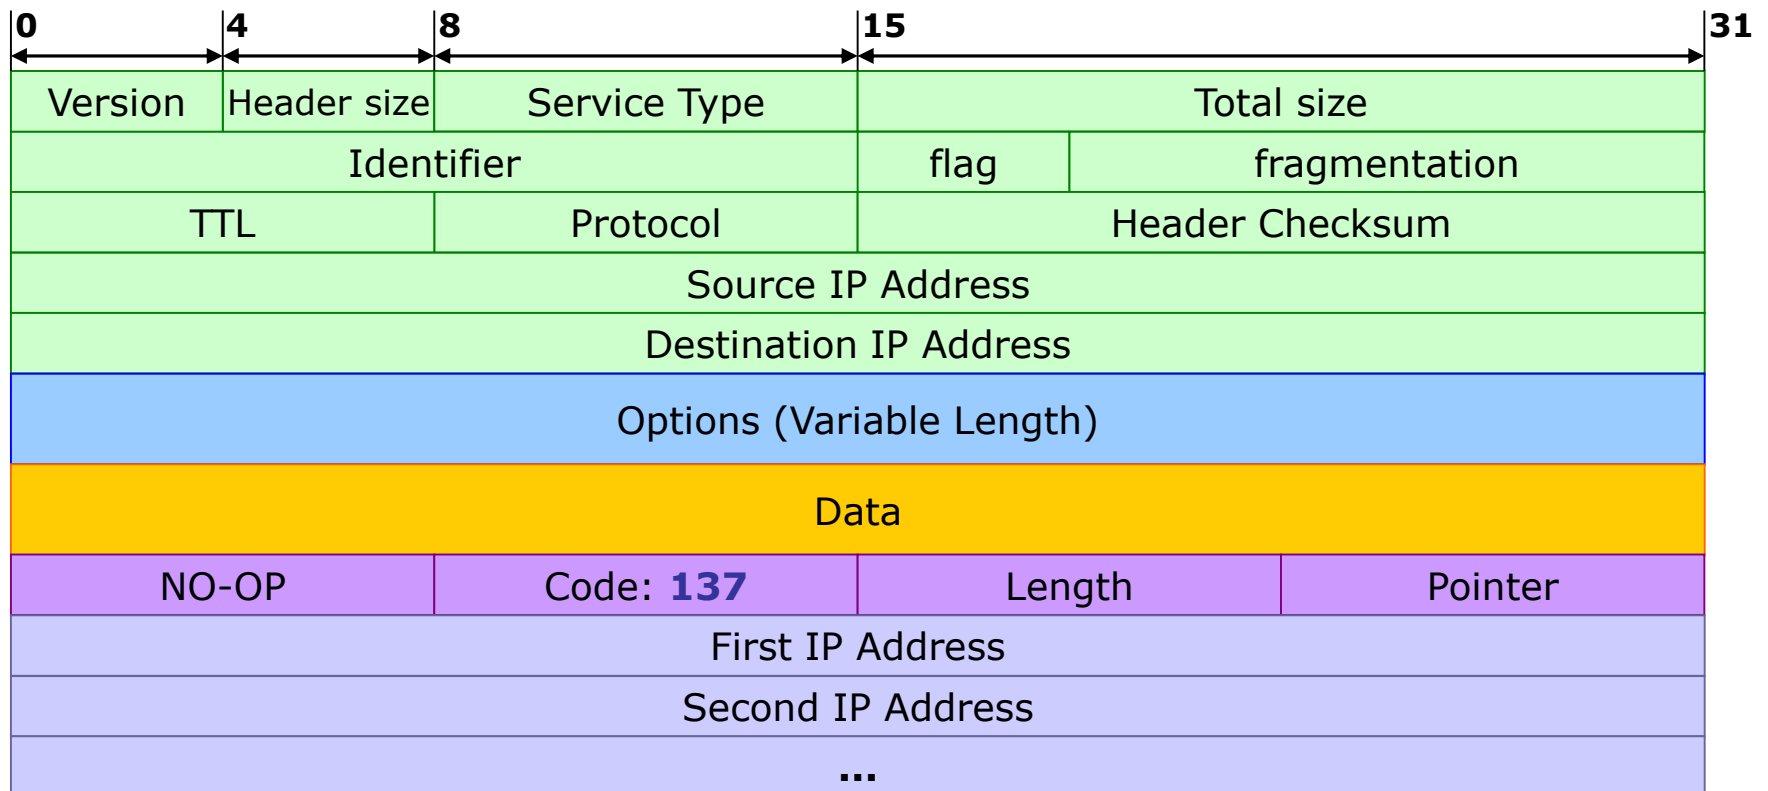 0 4 8 15 31
Version Header size Service Type Total size
Identifier flag fragmentation
TTL Protocol Header Checksum
Source IP Address
Destination IP Address
Options (Variable Length)
Data
NO-OP Code: 137 Length Pointer
First IP Address
Second IP Address
...